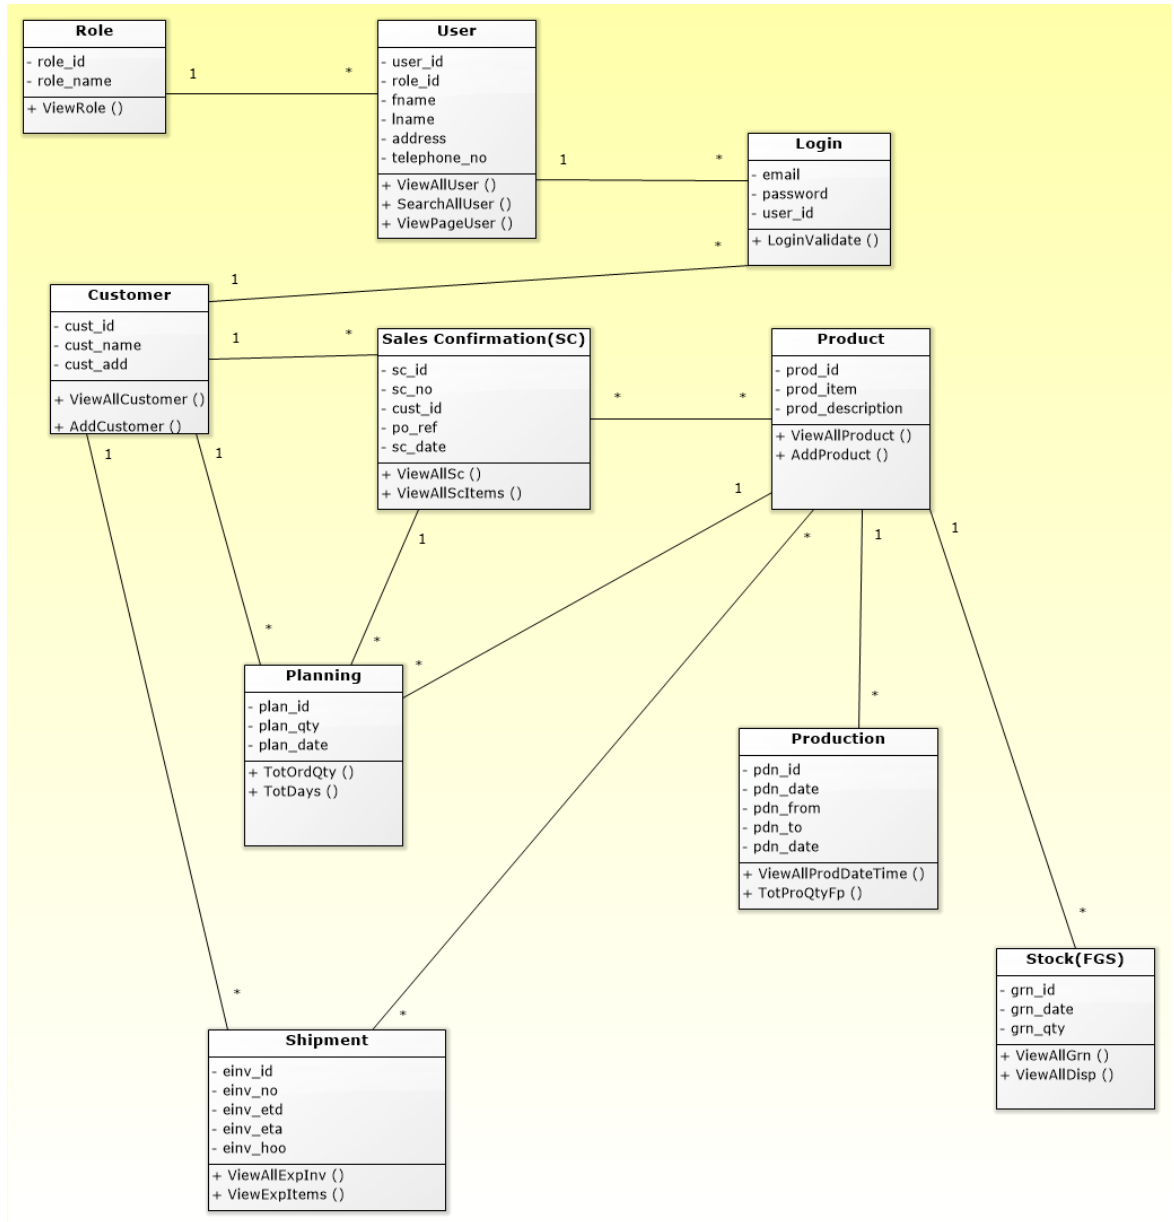 Role
- role_id
- role_name
+ ViewRole ()
1
*
User
- user_id
- role_id
- fname
- lname
- address
- telephone_no
+ ViewAllUser ()
+ SearchAllUser ()
+ ViewPageUser ()
1
*
Login
- email
- password
- user_id
+ LoginValidate ()
*
1
Customer
- cust_id
- cust_name
- cust_add
+ ViewAllCustomer ()
+ AddCustomer ()
1
*
Sales Confirmation(SC)
- sc_id
- sc_no
- cust_id
- po_ref
- sc_date
+ ViewAllSc ()
+ ViewAllScItems ()
*
*
Product
- prod_id
- prod_item
- prod_description
+ ViewAllProduct ()
+ AddProduct ()
1
1
1
1
*
1
1
*
*
*
Planning
- plan_id
- plan_qty
- plan_date
+ TotOrdQty ()
+ TotDays ()
*
Production
- pdn_id
- pdn_date
- pdn_from
- pdn_to
- pdn_date
+ ViewAllProdDateTime ()
+ TotProQtyFp ()
*
Stock(FGS)
- grn_id
- grn_date
- grn_qty
+ ViewAllGrn ()
+ ViewAllDisp ()
*
*
Shipment
- einv_id
- einv_no
- einv_etd
- einv_eta
- einv_hoo
+ ViewAllExpInv ()
+ ViewExpItems ()